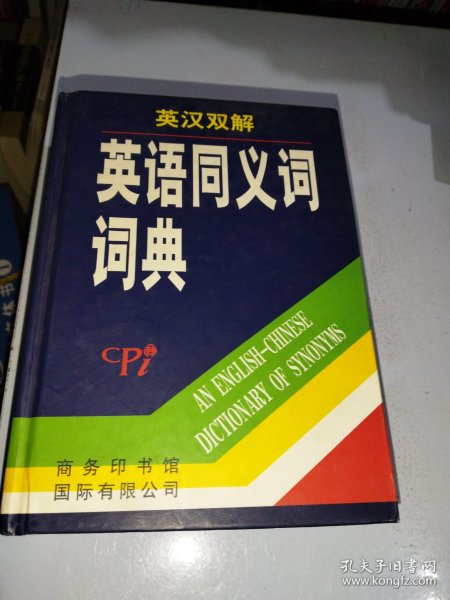 英汉双解
英语同义词
词典
CPi
AN ENGLISH-CHINESE
DICTIONARY OF SYNONYMS
商务印书馆
国际有限公司
孔夫子旧书网
www.kongfz.com